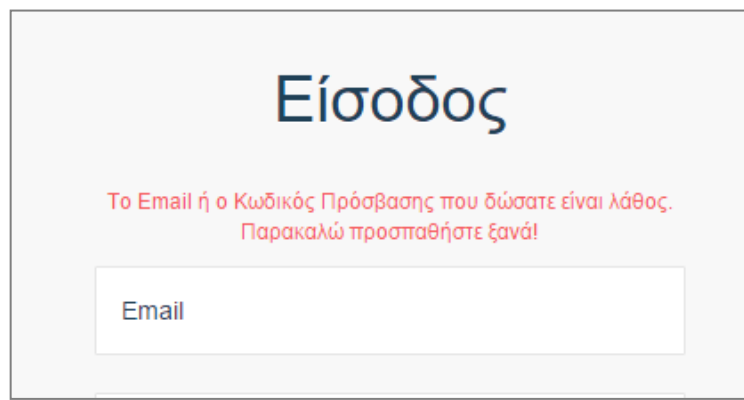 Είσοδος
Το Email ή ο Κωδικός Πρόσβασης που δώσατε είναι λάθος.
Παρακαλώ προσπαθήστε ξανά!
Email